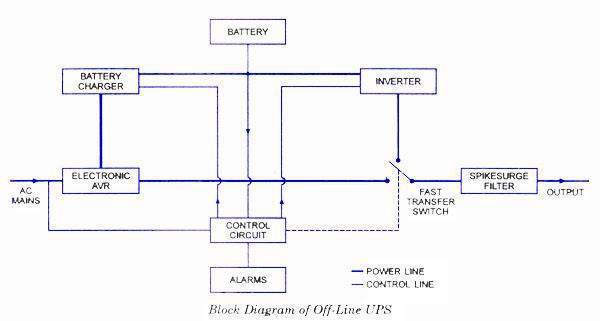 BATTERY
BATTERY
CHARGER
INVERTER
AC
MAINS
ELECTRONIC
AVR
FAST
TRANSFER
SWITCH
SPIKESURGE
FILTER
OUTPUT
CONTROL
CIRCUIT
ALARMS
POWER LINE
CONTROL LINE
Block Diagram of Off-Line UPS